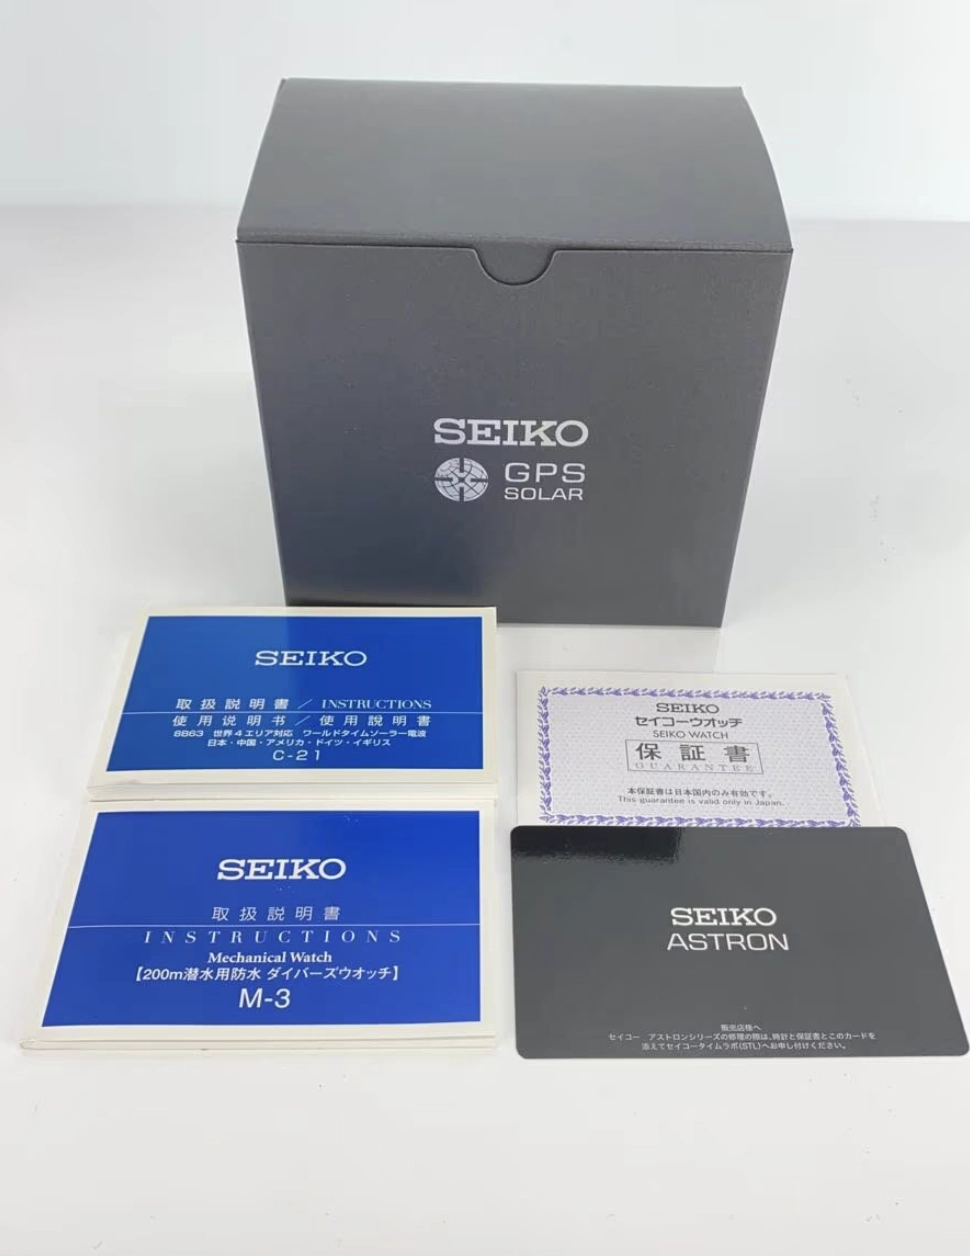 SEIKO
GPS
SOLAR
SEIKO
取扱説明書 / INSTRUCTIONS
使用说明书 / 使用說明書
8B63 世界4エリア対応 ワールドタイムソーラー電波
日本・中国・アメリカ・ドイツ・イギリス
C-21
SEIKO
セイコーウオッチ
SEIKO WATCH
保証書
GUARANTEE
本保証書は日本国内のみ有効です。
This guarantee is valid only in Japan.
SEIKO
取扱説明書
INSTRUCTIONS
Mechanical Watch
【200m潜水用防水 ダイバーズウオッチ】
M-3
SEIKO
ASTRON
販売店様へ
セイコー アストロンシリーズの修理の際は、時計と保証書とこのカードを
添えてセイコータイムラボ(STL)へお申し付けください。